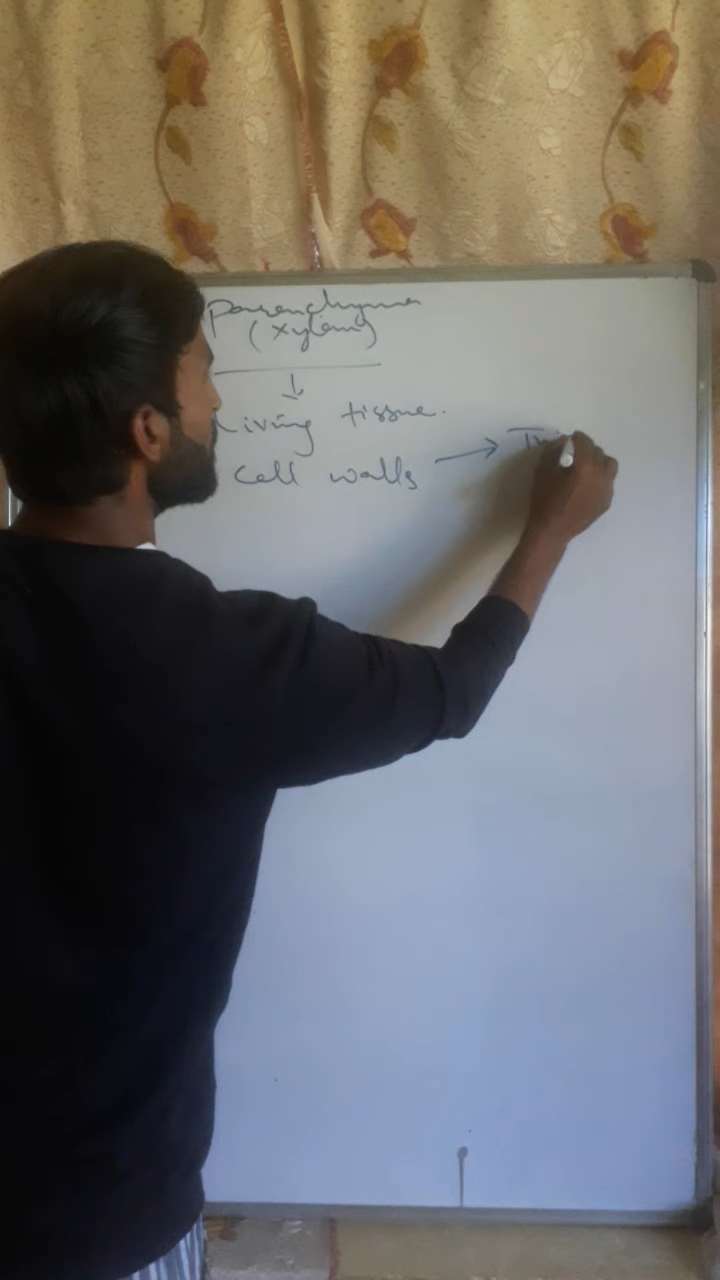 Parenchyma
(Xylem)
Living tissue.
Cell walls →